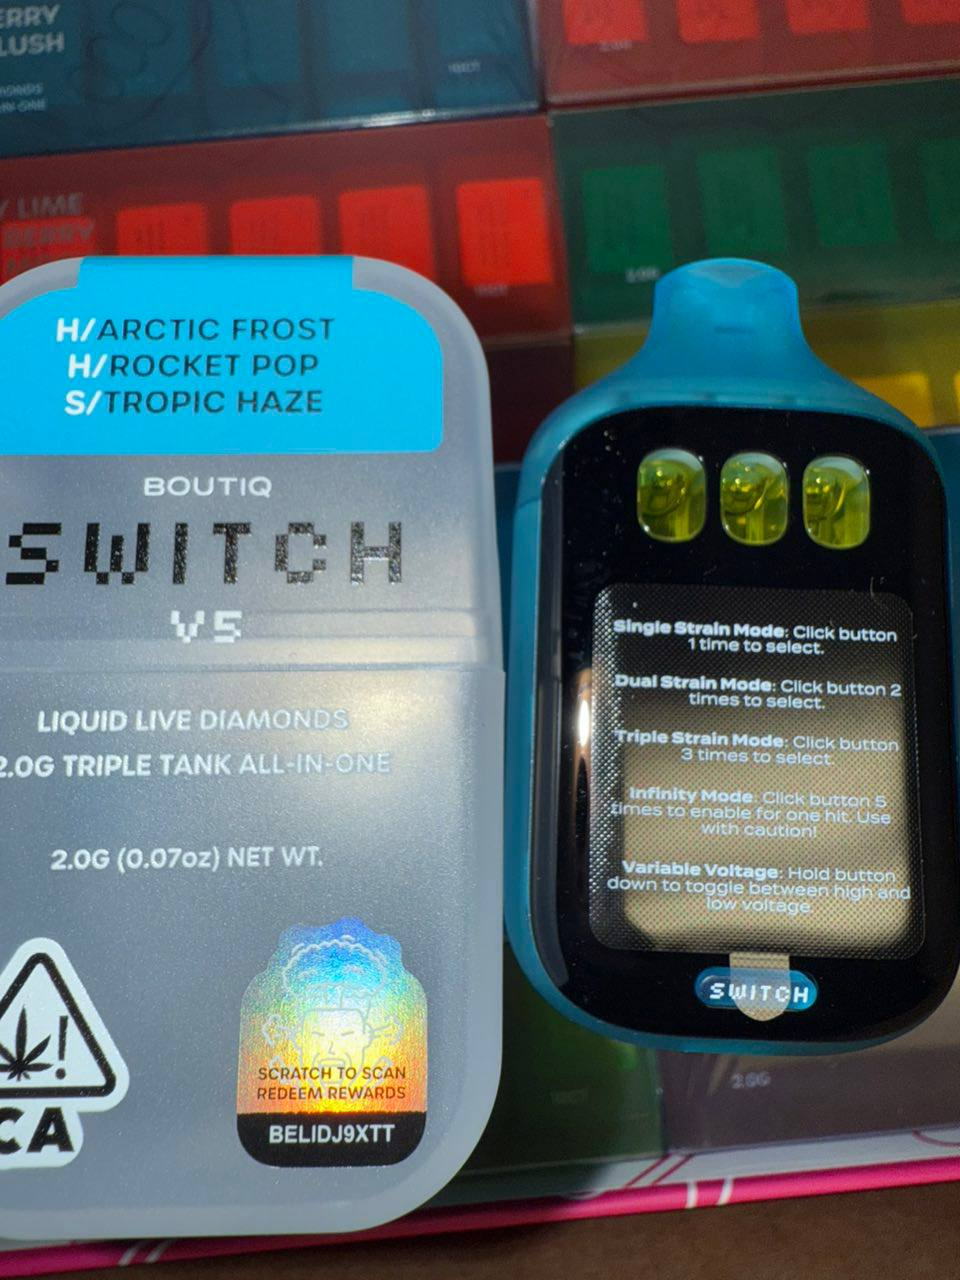 LUSH
LIME
H/ARCTIC FROST
H/ROCKET POP
S/TROPIC HAZE
BOUTIQ
SWITCH
V5
LIQUID LIVE DIAMONDS
2.0G TRIPLE TANK ALL-IN-ONE
2.0G (0.07oz) NET WT.
!
CA
SCRATCH TO SCAN
REDEEM REWARDS
BELIDJ9XTT
Single Strain Mode: Click button
1 time to select.
Dual Strain Mode: Click button 2
times to select.
Triple Strain Mode: Click button
3 times to select.
Infinity Mode: Click button 5
times to enable for one hit. Use
with caution!
Variable Voltage: Hold button
down to toggle between high and
low voltage.
SWITCH